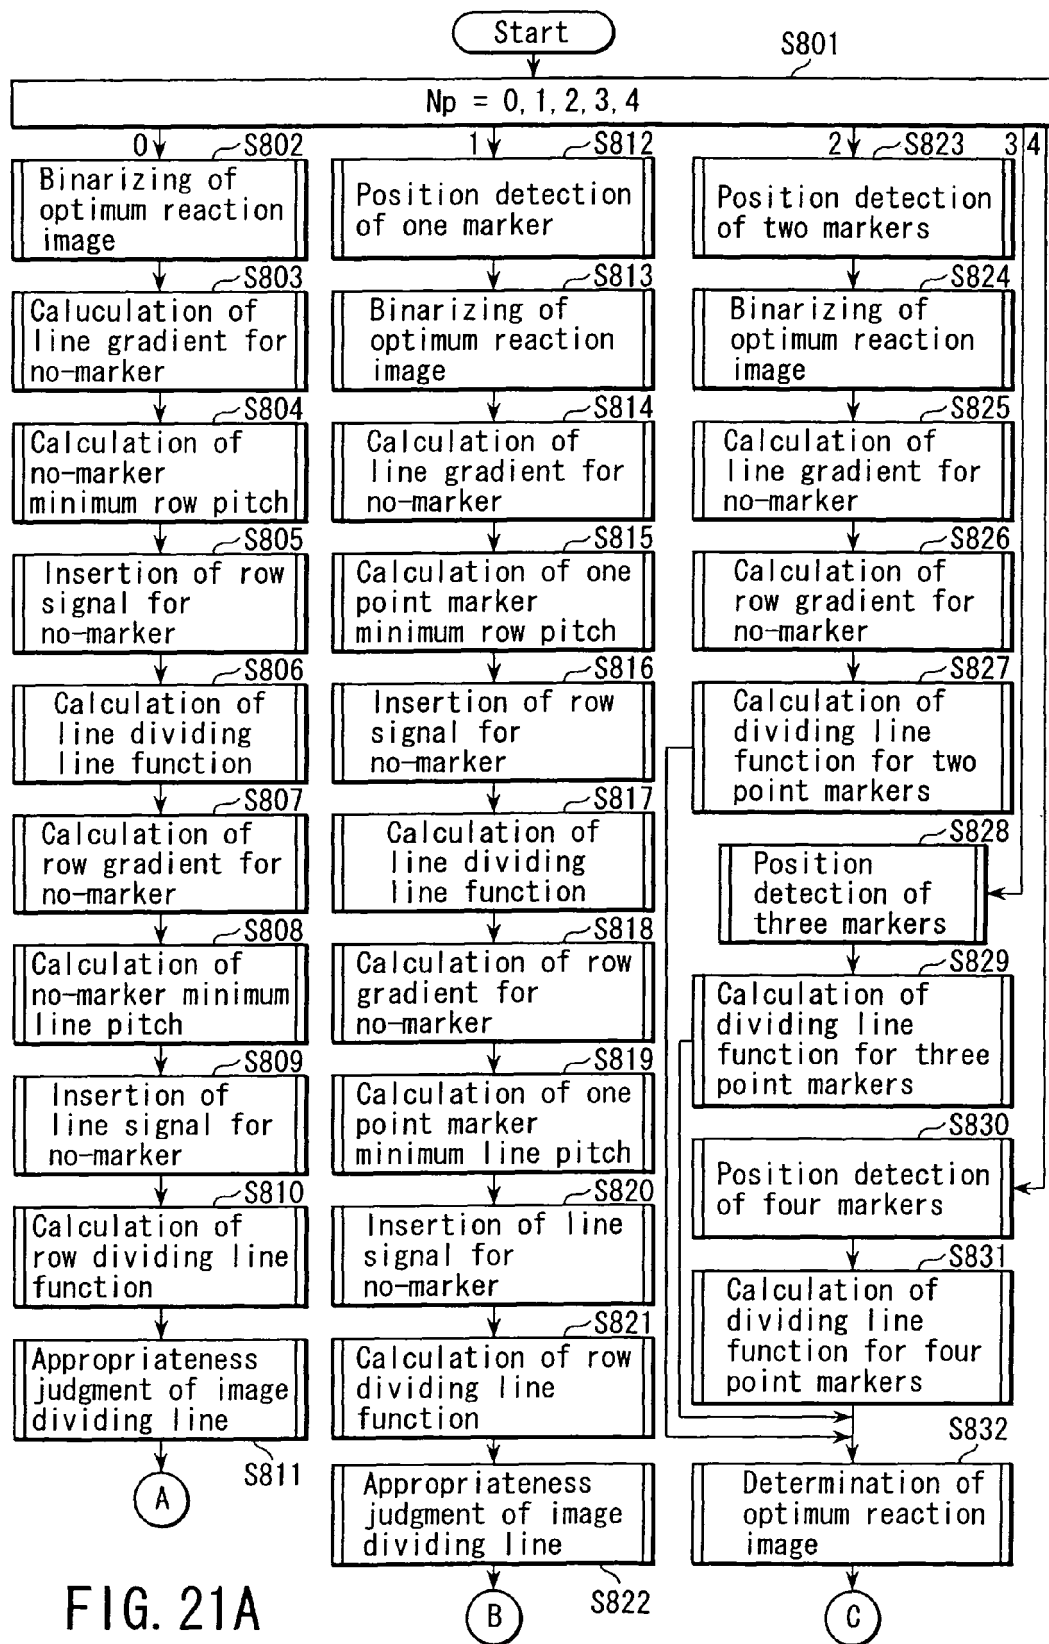 Start
S801
Np = 0, 1, 2, 3, 4
0
S802
Binarizing of
optimum reaction
image
S803
Caluculation of
line gradient for
no-marker
S804
Calculation of
no-marker
minimum row pitch
S805
Insertion of row
signal for
no-marker
S806
Calculation of
line dividing
line function
S807
Calculation of
row gradient for
no-marker
S808
Calculation of
no-marker minimum
line pitch
S809
Insertion of
line signal for
no-marker
S810
Calculation of
row dividing line
function
Appropriateness
judgment of image
dividing line
S811
A
1
S812
Position detection
of one marker
S813
Binarizing of
optimum reaction
image
S814
Calculation of
line gradient for
no-marker
S815
Calculation of one
point marker
minimum row pitch
S816
Insertion of row
signal for
no-marker
S817
Calculation of
line dividing
line function
S818
Calculation of row
gradient for
no-marker
S819
Calculation of one
point marker
minimum line pitch
S820
Insertion of line
signal for
no-marker
S821
Calculation of row
dividing line
function
Appropriateness
judgment of image
dividing line
S822
B
2
S823
3 4
Position detection
of two markers
S824
Binarizing of
optimum reaction
image
S825
Calculation of
line gradient for
no-marker
S826
Calculation of
row gradient for
no-marker
S827
Calculation of
dividing line
function for two
point markers
S828
Position
detection of
three markers
S829
Calculation of
dividing line
function for three
point markers
S830
Position detection
of four markers
S831
Calculation of
dividing line
function for four
point markers
S832
Determination of
optimum reaction
image
C
FIG. 21A